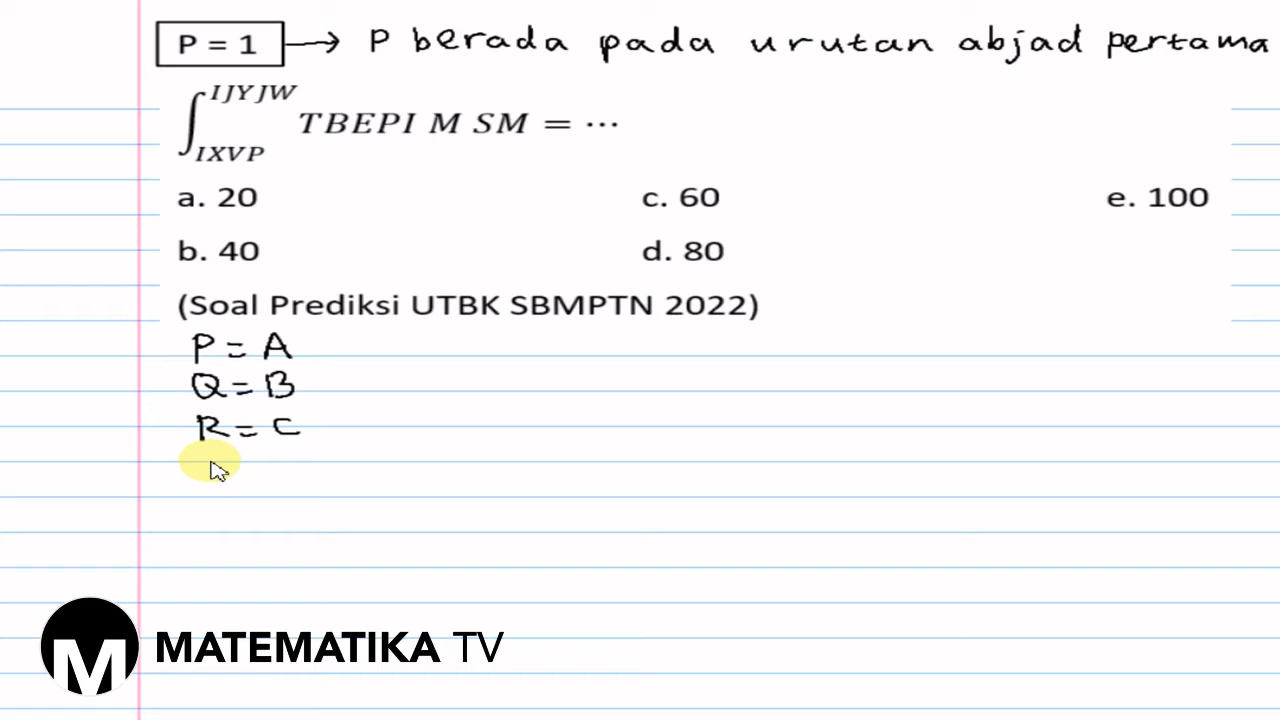 P = 1 → P berada pada urutan abjad pertama
∫_{IXVP}^{IJYJW} TBEPI M SM = ⋯
a. 20 c. 60 e. 100
b. 40 d. 80
(Soal Prediksi UTBK SBMPTN 2022)
P = A
Q = B
R = C
M MATEMATIKA TV